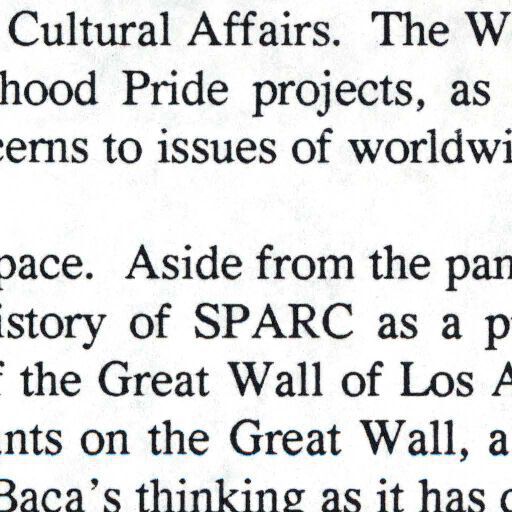 Cultural Affairs. The W
hood Pride projects, as
cerns to issues of worldwi
pace. Aside from the pan
istory of SPARC as a p
f the Great Wall of Los A
ants on the Great Wall, a
Baca's thinking as it has